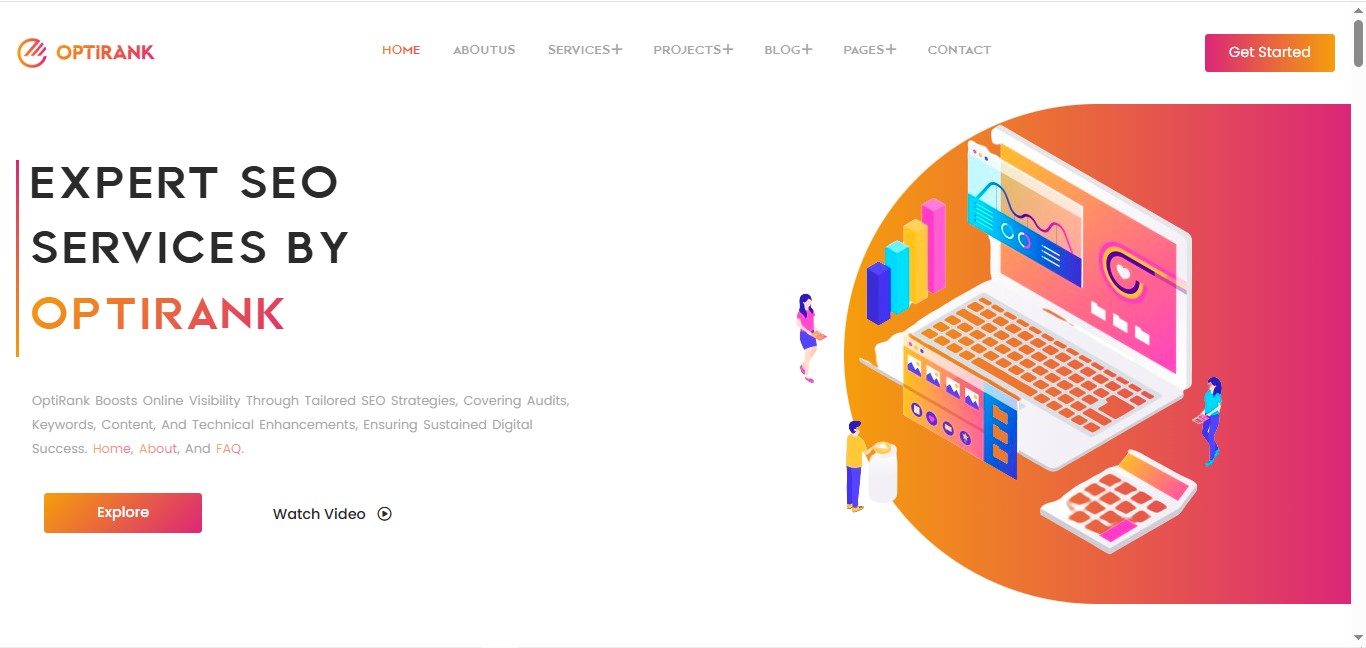 OPTIRANK
HOME ABOUTUS SERVICES+ PROJECTS+ BLOG+ PAGES+ CONTACT
Get Started
EXPERT SEO
SERVICES BY
OPTIRANK
OptiRank Boosts Online Visibility Through Tailored SEO Strategies, Covering Audits,
Keywords, Content, And Technical Enhancements, Ensuring Sustained Digital
Success. Home, About, And FAQ.
Explore
Watch Video